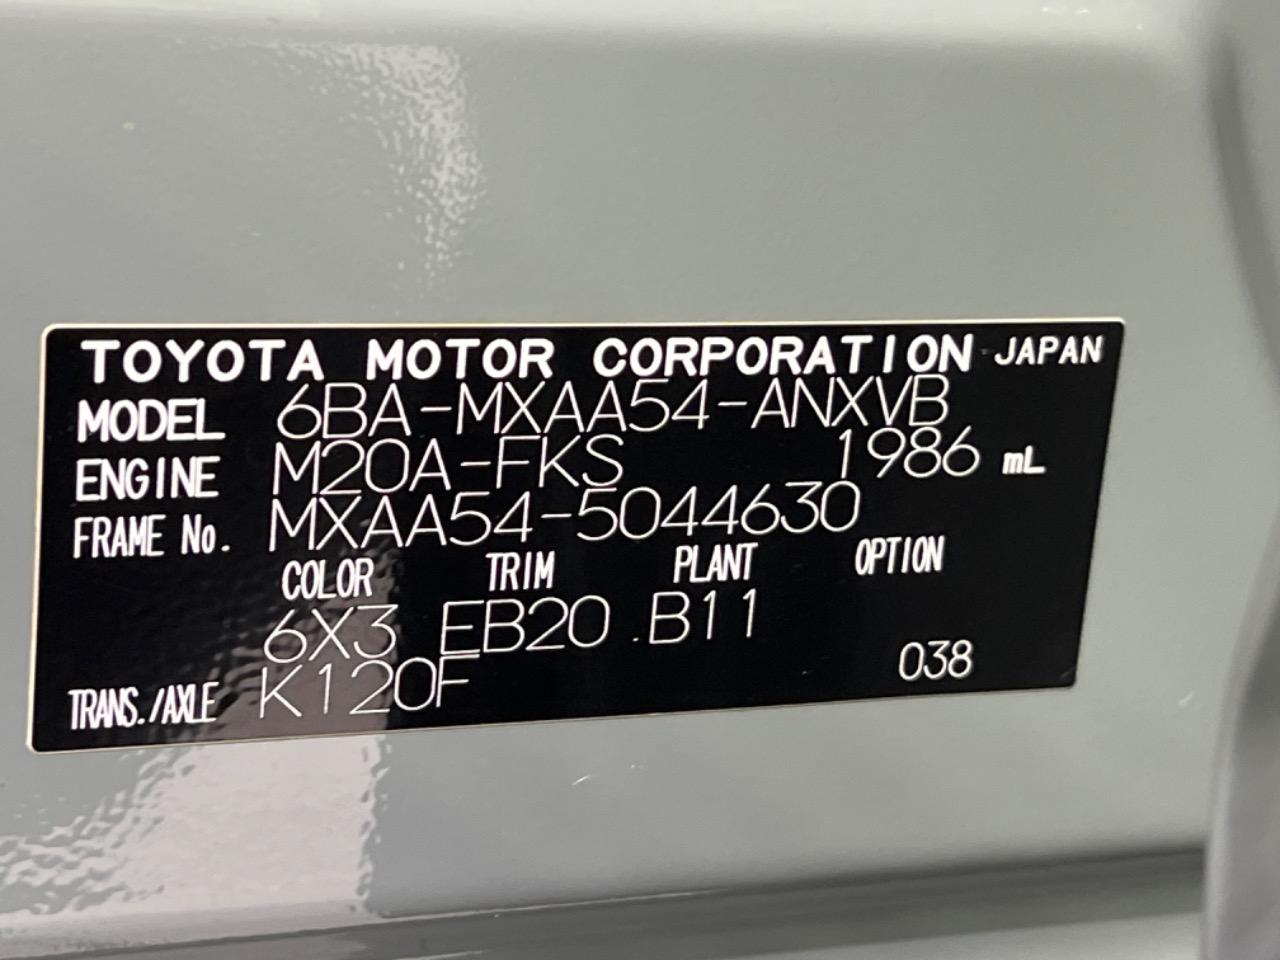 TOYOTA MOTOR CORPORATION JAPAN
MODEL 6BA-MXAA54-ANXVB
ENGINE M20A-FKS 1986 mL
FRAME No. MXAA54-5044630
COLOR TRIM PLANT OPTION
6X3 EB20 B11
038
TRANS./AXLE K120F